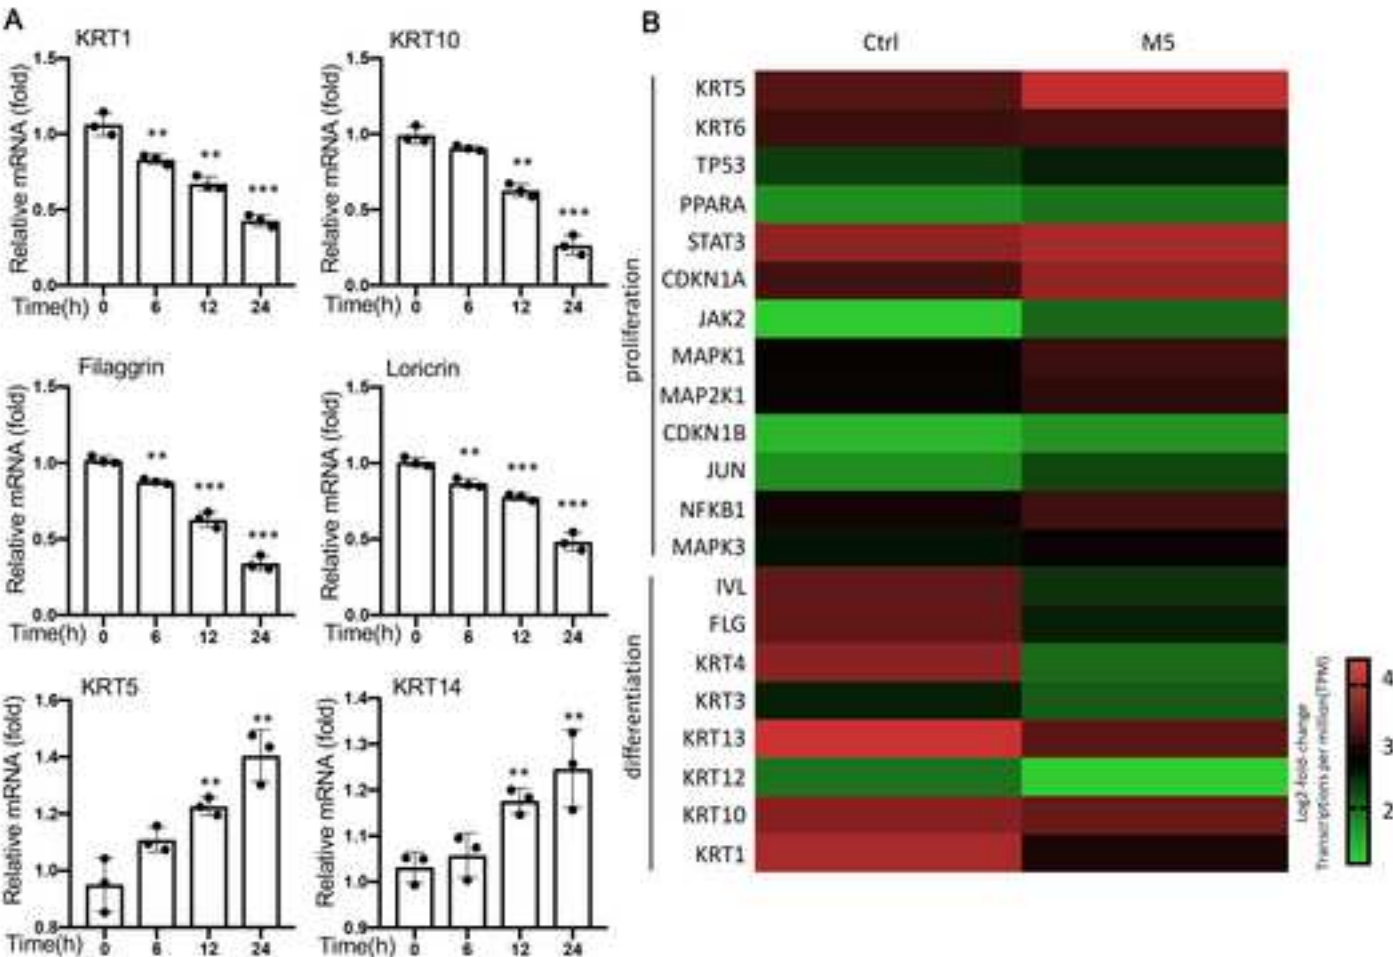 A
KRT1
Relative mRNA (fold)
1.5
1.0
0.5
0.0
**
**
***
Time(h) 0 6 12 24
KRT10
Relative mRNA (fold)
1.5
1.0
0.5
0.0
**
***
Time(h) 0 6 12 24
Filaggrin
Relative mRNA (fold)
1.5
1.0
0.5
0.0
**
***
***
Time(h) 0 6 12 24
Loricrin
Relative mRNA (fold)
1.5
1.0
0.5
0.0
**
***
***
Time(h) 0 6 12 24
KRT5
Relative mRNA (fold)
1.6
1.4
1.2
1.0
0.8
**
**
Time(h) 0 6 12 24
KRT14
Relative mRNA (fold)
1.4
1.3
1.2
1.1
1.0
0.9
**
**
Time(h) 0 6 12 24
B
Ctrl M5
proliferation
KRT5
KRT6
TP53
PPARA
STAT3
CDKN1A
JAK2
MAPK1
MAP2K1
CDKN1B
JUN
NFKB1
MAPK3
differentiation
IVL
FLG
KRT4
KRT3
KRT13
KRT12
KRT10
KRT1
Log2-fold-change
Transcriptions per million(TPM)
4
3
2